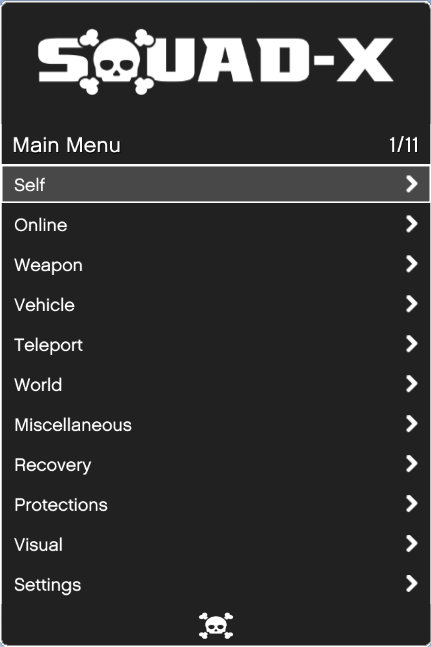 SQUAD-X
Main Menu 1/11
Self
Online
Weapon
Vehicle
Teleport
World
Miscellaneous
Recovery
Protections
Visual
Settings